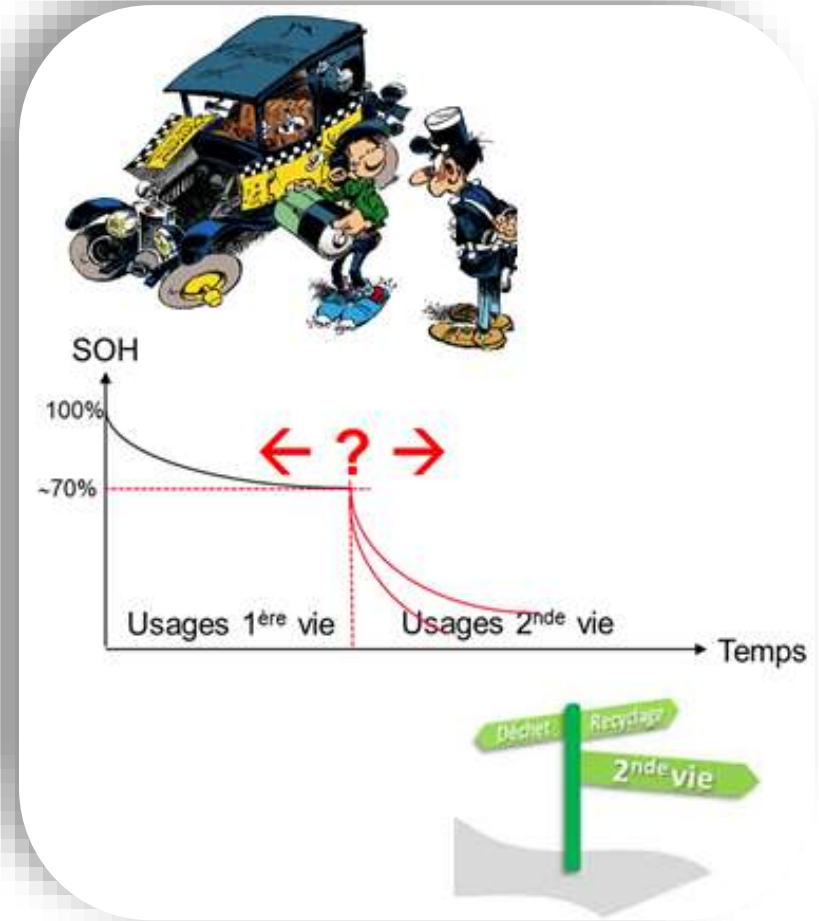 SOH
100%
← ? →
~70%
Usages 1ère vie
Usages 2nde vie
Temps
Déchet
Recyclage
2nde vie